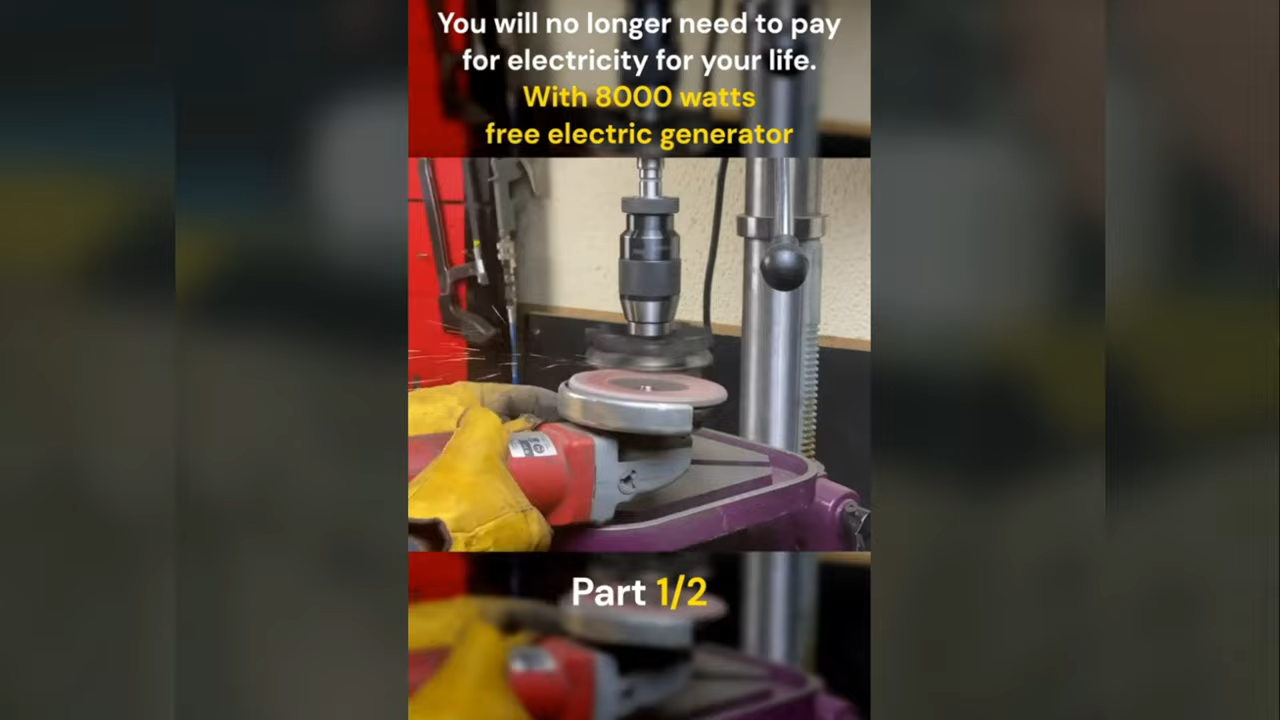 You will no longer need to pay
for electricity for your life.
With 8000 watts
free electric generator
Part 1/2